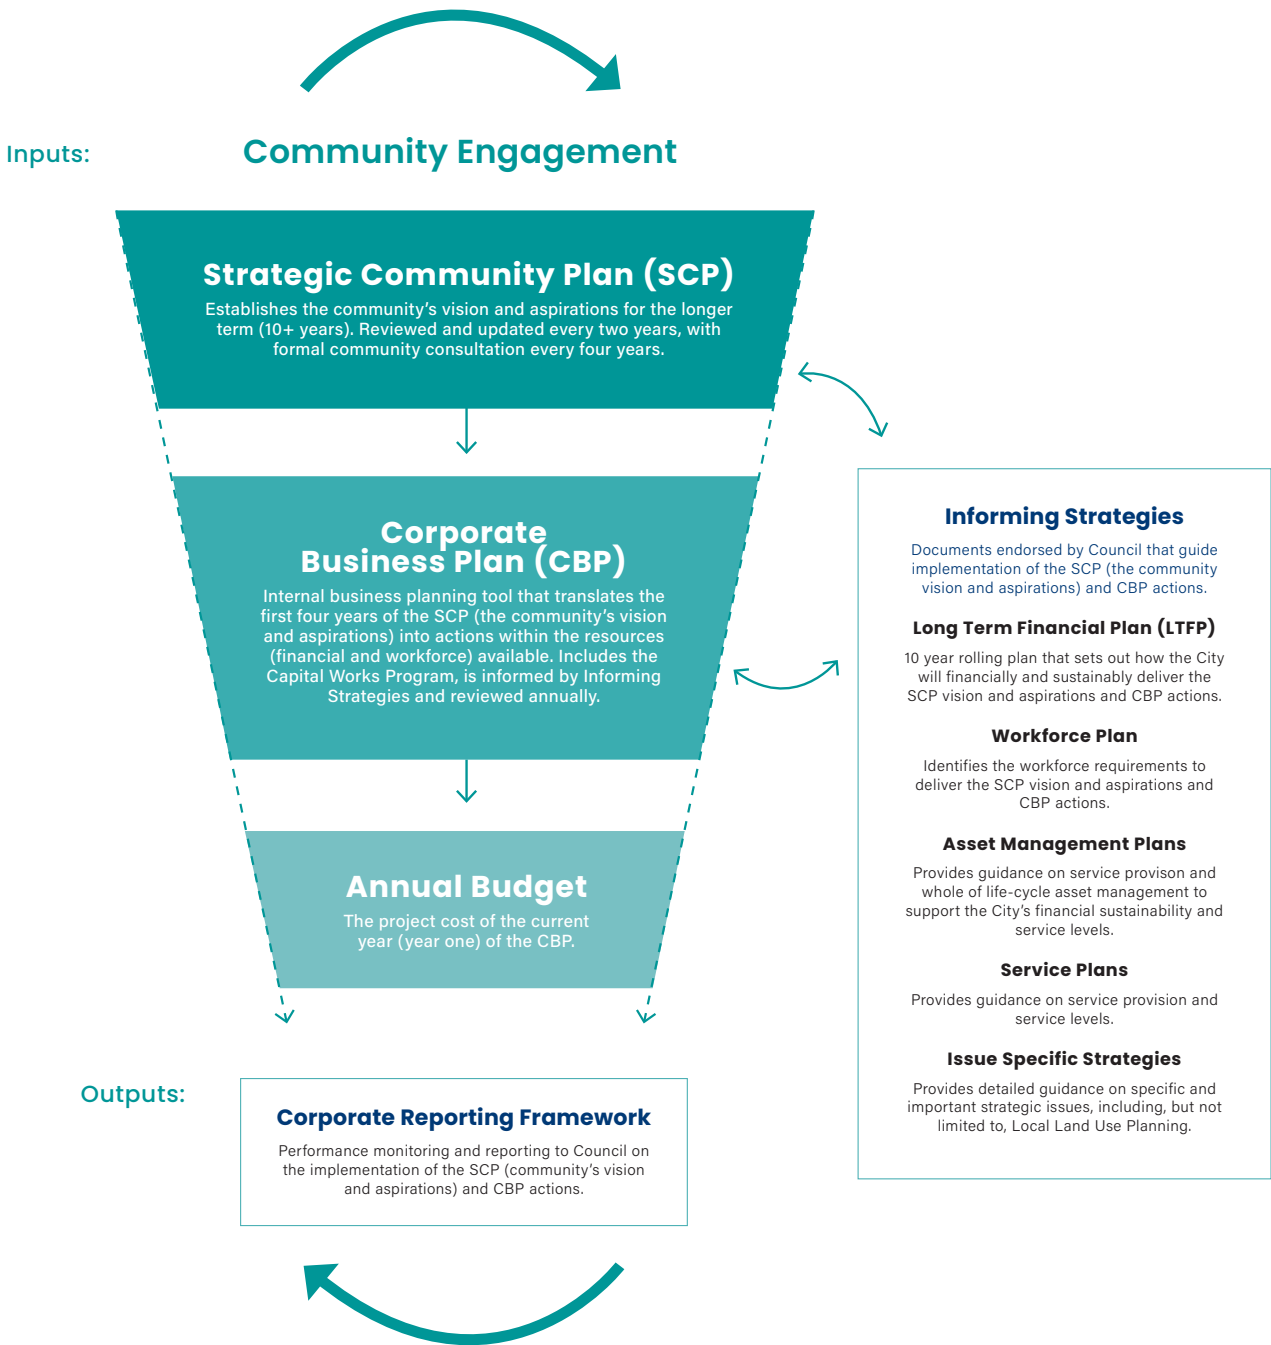 Inputs:
Community Engagement
Strategic Community Plan (SCP)
Establishes the community's vision and aspirations for the longer
term (10+ years). Reviewed and updated every two years, with
formal community consultation every four years.
Corporate
Business Plan (CBP)
Internal business planning tool that translates the
first four years of the SCP (the community's vision
and aspirations) into actions within the resources
(financial and workforce) available. Includes the
Capital Works Program, is informed by Informing
Strategies and reviewed annually.
Annual Budget
The project cost of the current
year (year one) of the CBP.
Informing Strategies
Documents endorsed by Council that guide
implementation of the SCP (the community
vision and aspirations) and CBP actions.
Long Term Financial Plan (LTFP)
10 year rolling plan that sets out how the City
will financially and sustainably deliver the
SCP vision and aspirations and CBP actions.
Workforce Plan
Identifies the workforce requirements to
deliver the SCP vision and aspirations and
CBP actions.
Asset Management Plans
Provides guidance on service provison and
whole of life-cycle asset management to
support the City's financial sustainability and
service levels.
Service Plans
Provides guidance on service provision and
service levels.
Issue Specific Strategies
Provides detailed guidance on specific and
important strategic issues, including, but not
limited to, Local Land Use Planning.
Outputs:
Corporate Reporting Framework
Performance monitoring and reporting to Council on
the implementation of the SCP (community's vision
and aspirations) and CBP actions.